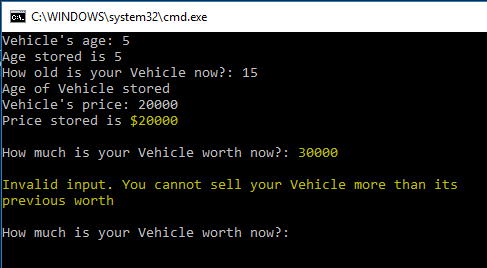 C:\WINDOWS\system32\cmd.exe
Vehicle's age: 5
Age stored is 5
How old is your Vehicle now?: 15
Age of Vehicle stored
Vehicle's price: 20000
Price stored is $20000
How much is your Vehicle worth now?: 30000
Invalid input. You cannot sell your Vehicle more than its
previous worth
How much is your Vehicle worth now?: